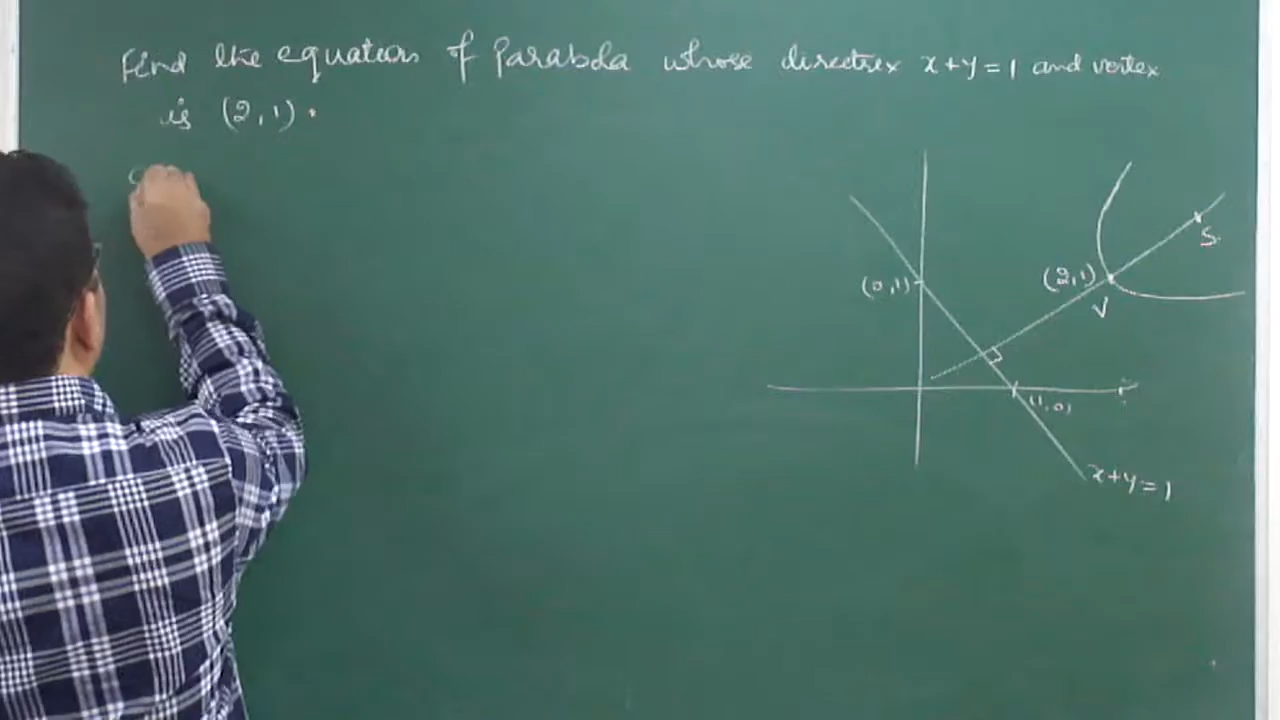 Find the equation of Parabola whose directrix x+y=1 and vertex
is (2,1).
S
(2,1)
(0,1)
V
(1,0)
x+y=1